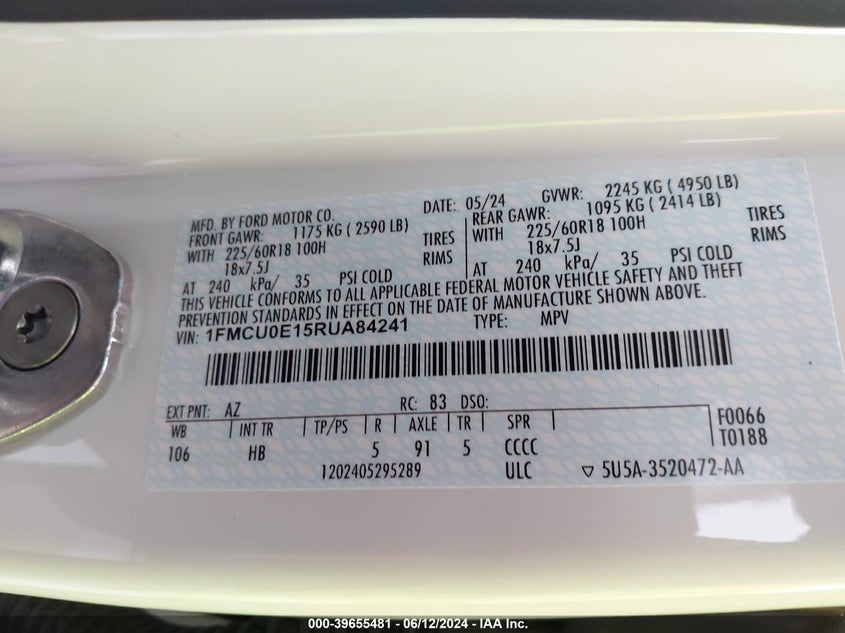 MFD. BY FORD MOTOR CO.
DATE: 05/24 GVWR: 2245 KG ( 4950 LB)
FRONT GAWR: 1175 KG ( 2590 LB)
REAR GAWR: 1095 KG ( 2414 LB)
WITH 225/60R18 100H TIRES
WITH 225/60R18 100H TIRES
18x7.5J RIMS
18x7.5J RIMS
AT 240 kPa/ 35 PSI COLD
AT 240 kPa/ 35 PSI COLD
THIS VEHICLE CONFORMS TO ALL APPLICABLE FEDERAL MOTOR VEHICLE SAFETY AND THEFT
PREVENTION STANDARDS IN EFFECT ON THE DATE OF MANUFACTURE SHOWN ABOVE.
VIN: 1FMCU0E15RUA84241 TYPE: MPV
EXT PNT: AZ RC: 83 DSO:
WB INT TR TP/PS R AXLE TR SPR F0066
106 HB 5 91 5 CCCC T0188
1202405295289 ULC ▽ 5U5A-3520472-AA
000-39655481 - 06/12/2024 - IAA Inc.